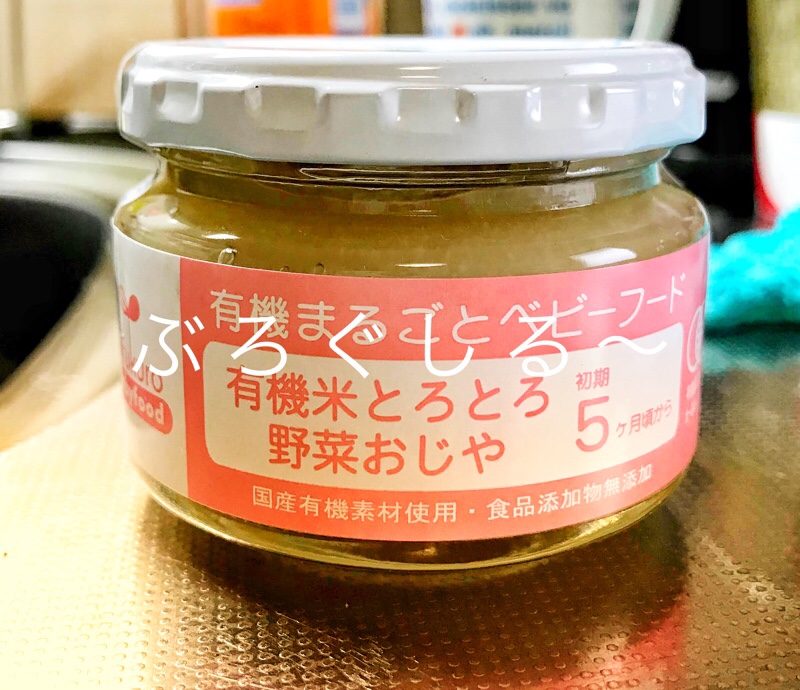 有機まるごとベビーフード
ぶろぐしる～
有機米とろとろ
野菜おじや
初期
5ヶ月頃から
国産有機素材使用・食品添加物無添加